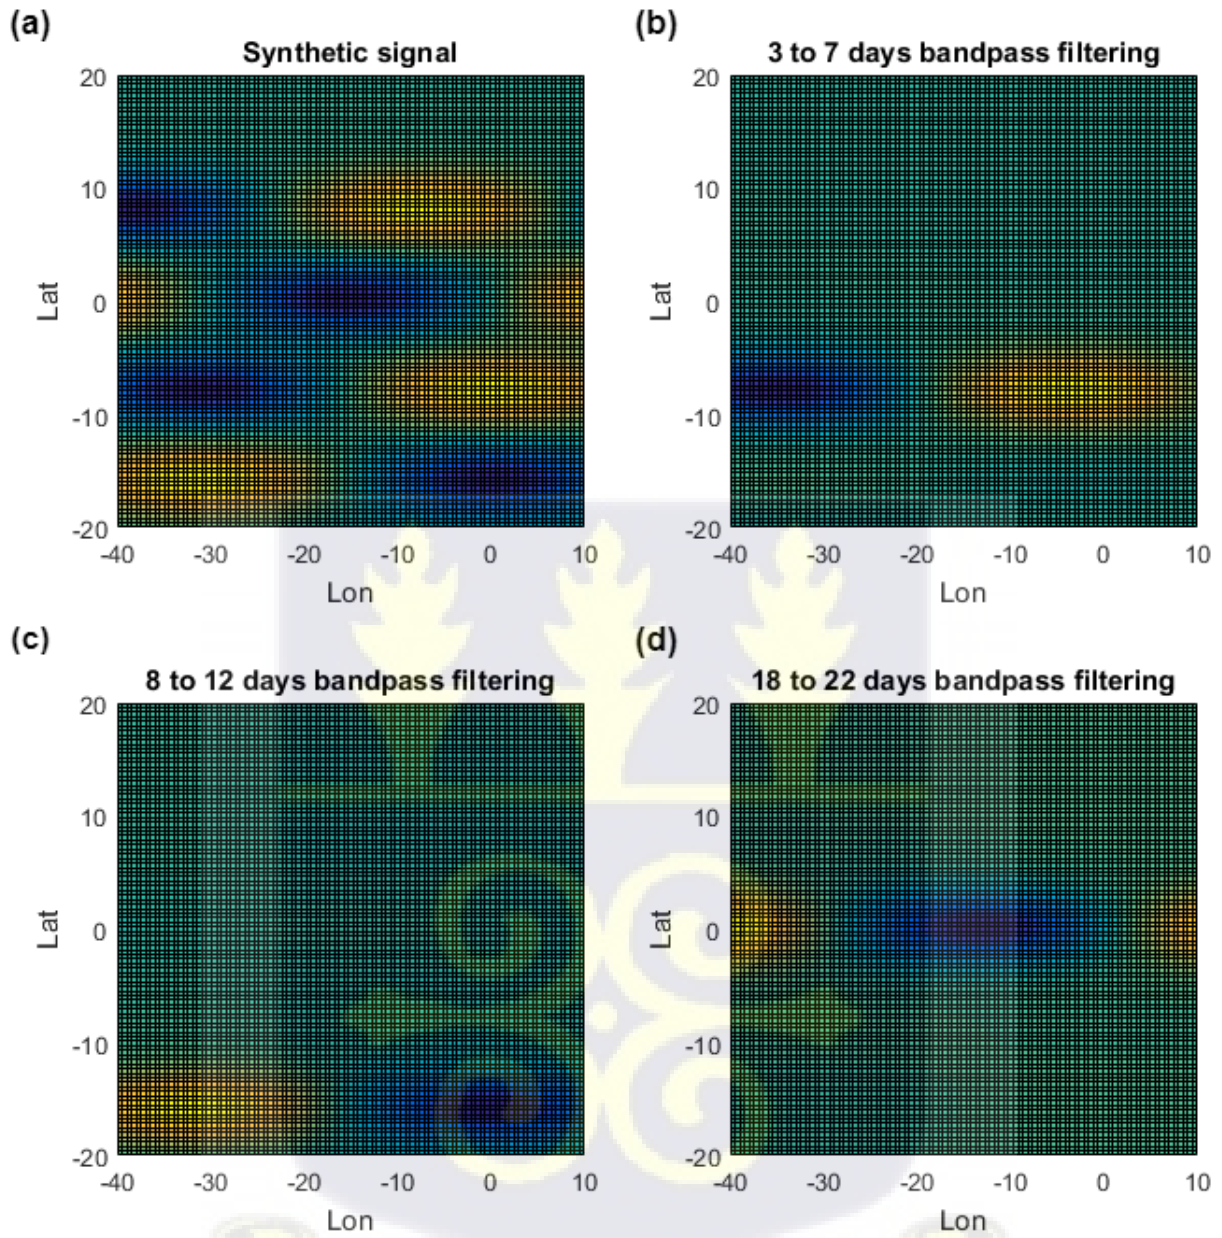 (a)
Synthetic signal
20
10
0
-10
-20
Lat
-40 -30 -20 -10 0 10
Lon
(b)
3 to 7 days bandpass filtering
20
10
0
-10
-20
Lat
-40 -30 -20 -10 0 10
Lon
(c)
8 to 12 days bandpass filtering
20
10
0
-10
-20
Lat
-40 -30 -20 -10 0 10
Lon
(d)
18 to 22 days bandpass filtering
20
10
0
-10
-20
Lat
-40 -30 -20 -10 0 10
Lon